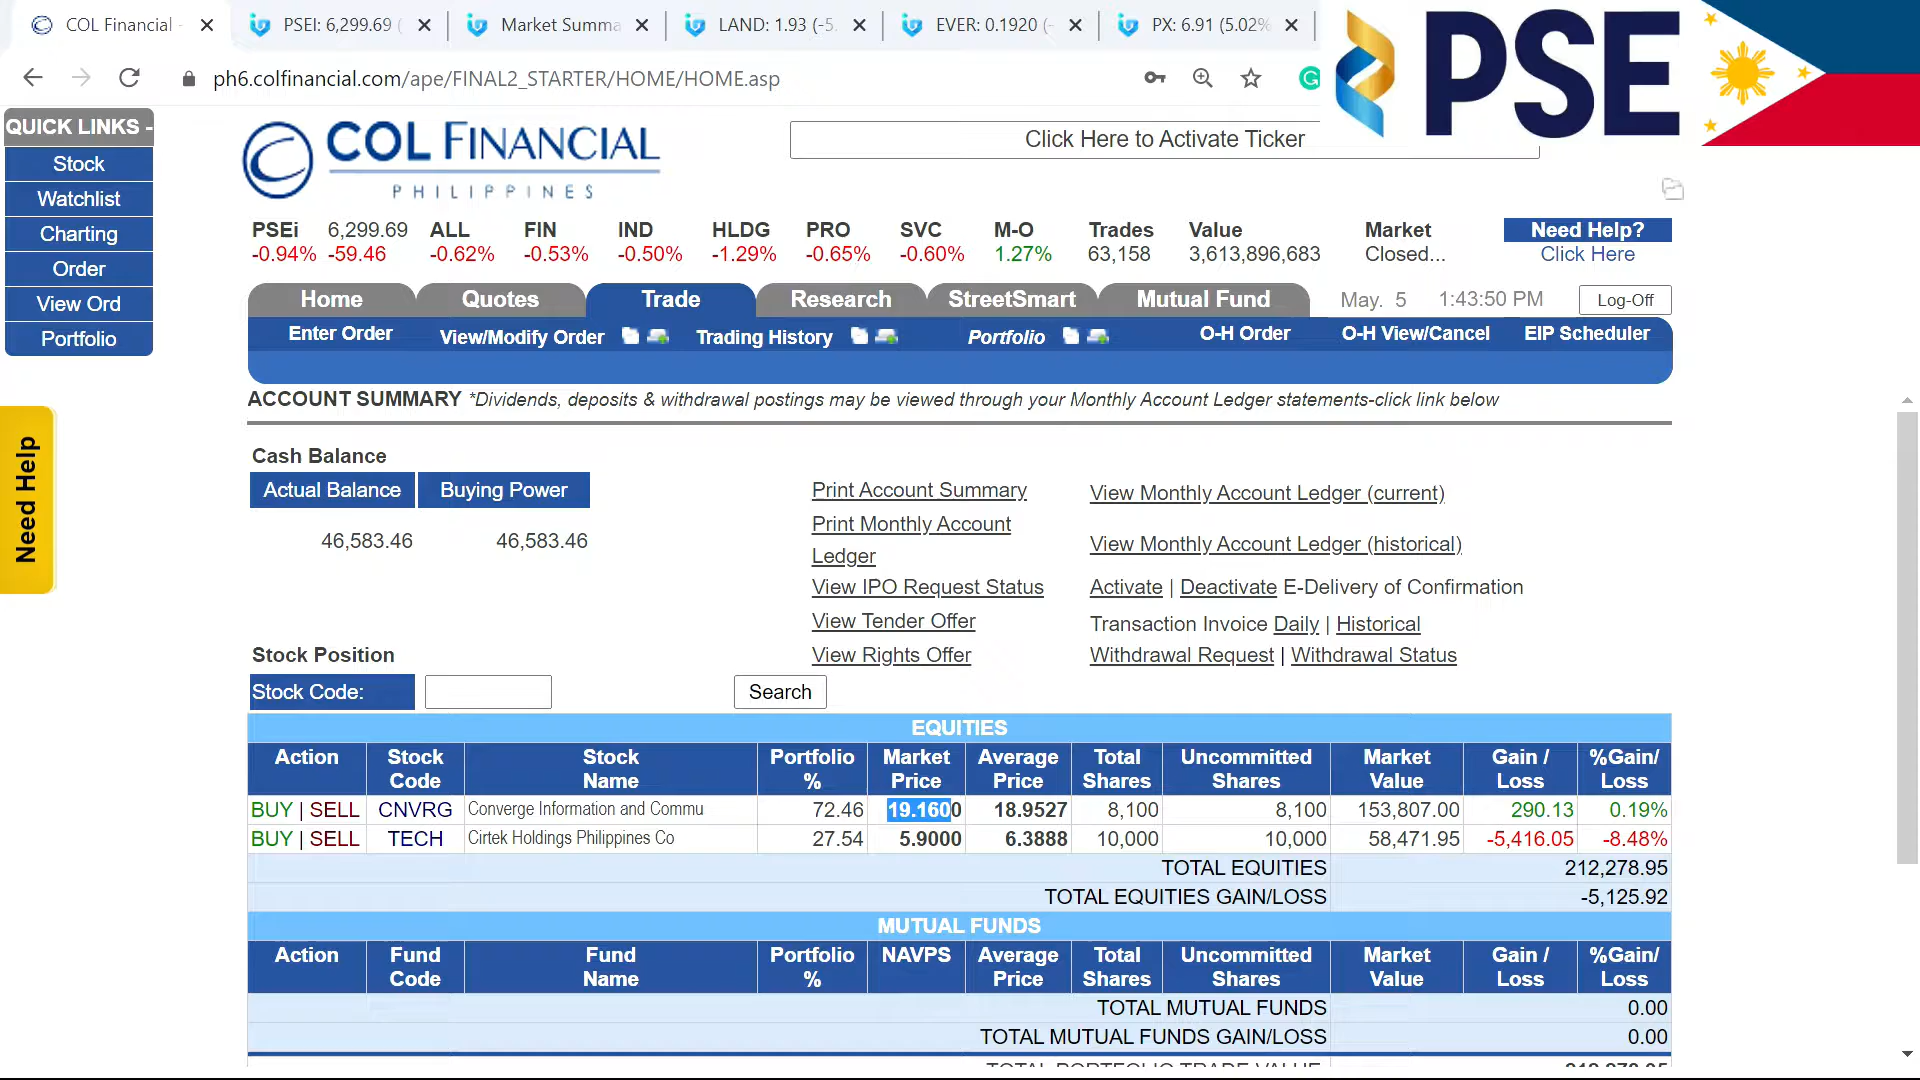 COL Financial -
PSEI: 6,299.69 (
Market Summa
LAND: 1.93 (-5.
EVER: 0.1920 (-
PX: 6.91 (5.02%
PSE
ph6.colfinancial.com/ape/FINAL2_STARTER/HOME/HOME.asp
QUICK LINKS -
Stock
Watchlist
Charting
Order
View Ord
Portfolio
Need Help
COL FINANCIAL
PHILIPPINES
Click Here to Activate Ticker
PSEi 6,299.69 ALL FIN IND HLDG PRO SVC M-O Trades Value Market Need Help?
-0.94% -59.46 -0.62% -0.53% -0.50% -1.29% -0.65% -0.60% 1.27% 63,158 3,613,896,683 Closed... Click Here
Home Quotes Trade Research StreetSmart Mutual Fund May. 5 1:43:50 PM Log-Off
Enter Order View/Modify Order Trading History Portfolio O-H Order O-H View/Cancel EIP Scheduler
ACCOUNT SUMMARY *Dividends, deposits & withdrawal postings may be viewed through your Monthly Account Ledger statements-click link below
Cash Balance
Actual Balance Buying Power
46,583.46 46,583.46
Print Account Summary
Print Monthly Account
Ledger
View IPO Request Status
View Tender Offer
View Rights Offer
View Monthly Account Ledger (current)
View Monthly Account Ledger (historical)
Activate | Deactivate E-Delivery of Confirmation
Transaction Invoice Daily | Historical
Withdrawal Request | Withdrawal Status
Stock Position
Stock Code: Search
EQUITIES
Action Stock Code Stock Name Portfolio % Market Price Average Price Total Shares Uncommitted Shares Market Value Gain / Loss %Gain/ Loss
BUY | SELL CNVRG Converge Information and Commu 72.46 19.1600 18.9527 8,100 8,100 153,807.00 290.13 0.19%
BUY | SELL TECH Cirtek Holdings Philippines Co 27.54 5.9000 6.3888 10,000 10,000 58,471.95 -5,416.05 -8.48%
TOTAL EQUITIES 212,278.95
TOTAL EQUITIES GAIN/LOSS -5,125.92
MUTUAL FUNDS
Action Fund Code Fund Name Portfolio % NAVPS Average Price Total Shares Uncommitted Shares Market Value Gain / Loss %Gain/ Loss
TOTAL MUTUAL FUNDS 0.00
TOTAL MUTUAL FUNDS GAIN/LOSS 0.00
TOTAL PORTFOLIO TRADE VALUE 212,278.95